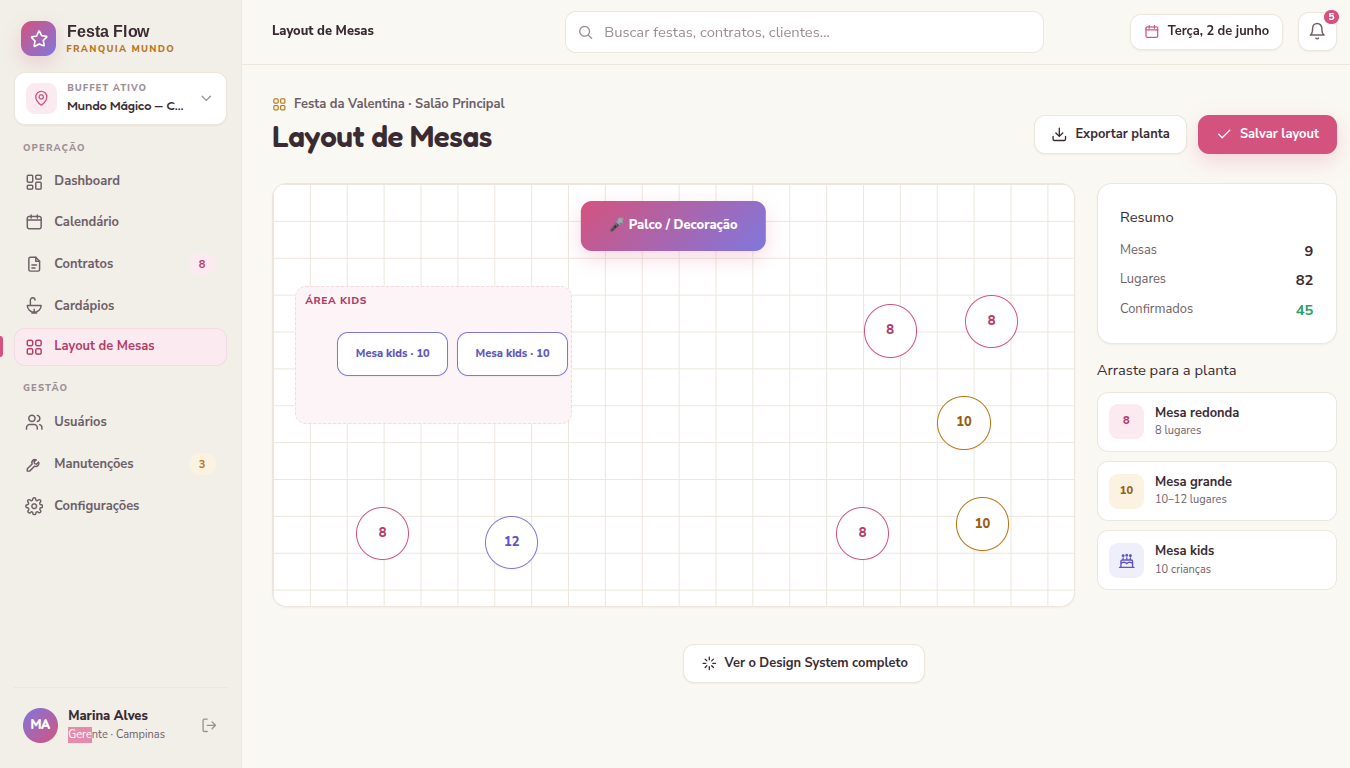 Festa Flow
FRANQUIA MUNDO
BUFFET ATIVO
Mundo Mágico — C...
OPERAÇÃO
Dashboard
Calendário
Contratos
8
Cardápios
Layout de Mesas
GESTÃO
Usuários
Manutenções
3
Configurações
MA
Marina Alves
Gerente · Campinas
Layout de Mesas
Buscar festas, contratos, clientes...
Terça, 2 de junho
5
Festa da Valentina · Salão Principal
Layout de Mesas
Exportar planta
Salvar layout
🎤 Palco / Decoração
ÁREA KIDS
Mesa kids · 10
Mesa kids · 10
8
8
10
8
12
8
10
Resumo
Mesas 9
Lugares 82
Confirmados 45
Arraste para a planta
8
Mesa redonda
8 lugares
10
Mesa grande
10–12 lugares
Mesa kids
10 crianças
Ver o Design System completo